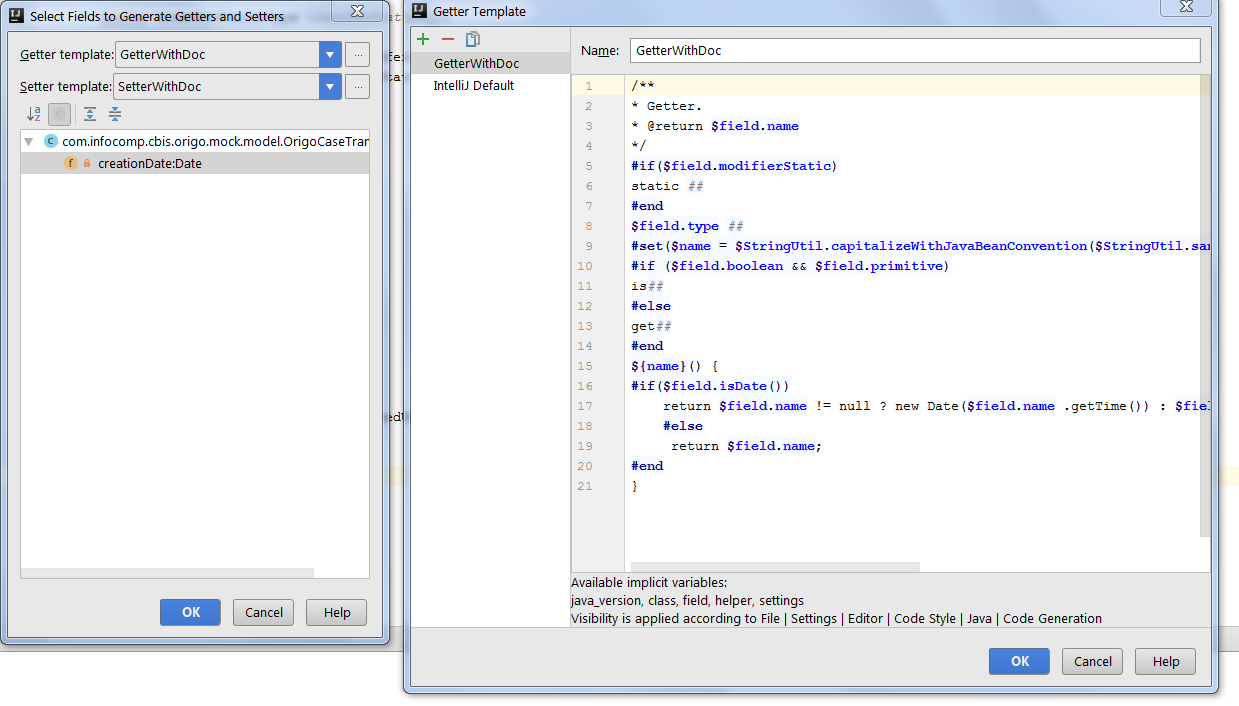 Select Fields to Generate Getters and Setters
Getter template:
GetterWithDoc
...
Setter template:
SetterWithDoc
...
com.infocomp.cbis.origo.mock.model.OrigoCaseTran
f creationDate:Date
OK
Cancel
Help
Getter Template
GetterWithDoc
IntelliJ Default
Name:
GetterWithDoc
1 /**
2 * Getter.
3 * @return $field.name
4 */
5 #if($field.modifierStatic)
6 static ##
7 #end
8 $field.type ##
9 #set($name = $StringUtil.capitalizeWithJavaBeanConvention($StringUtil.san
10 #if ($field.boolean && $field.primitive)
11 is##
12 #else
13 get##
14 #end
15 ${name}() {
16 #if($field.isDate())
17 return $field.name != null ? new Date($field.name .getTime()) : $fiel
18 #else
19 return $field.name;
20 #end
21 }
Available implicit variables:
java_version, class, field, helper, settings
Visibility is applied according to File | Settings | Editor | Code Style | Java | Code Generation
OK
Cancel
Help